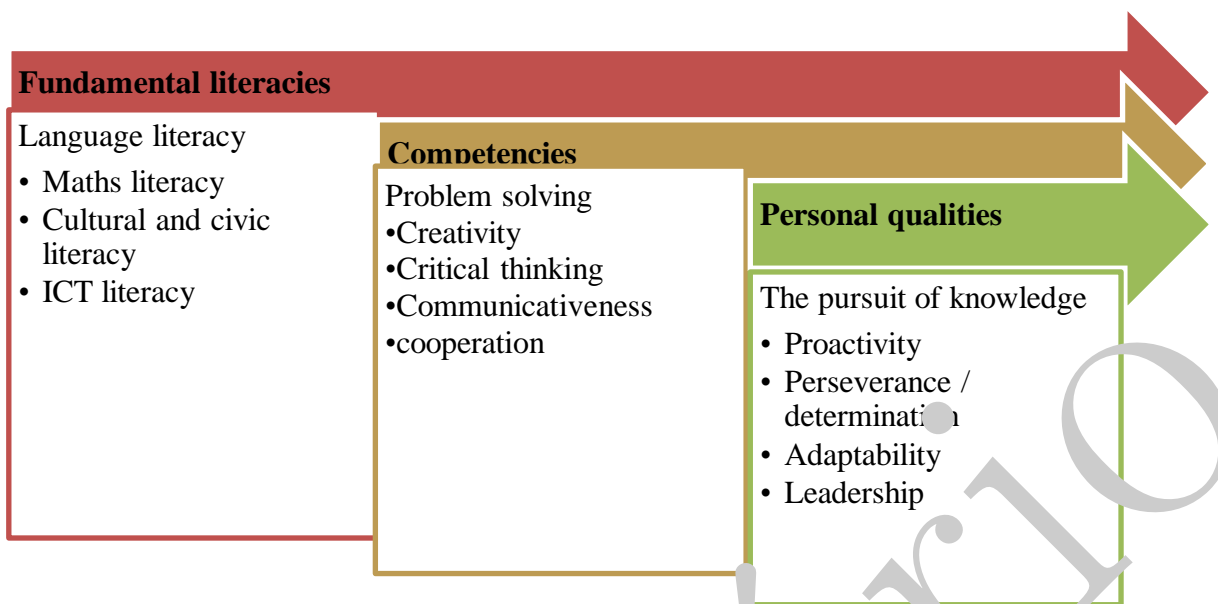 Fundamental literacies
Language literacy
• Maths literacy
• Cultural and civic
literacy
• ICT literacy
Competencies
Problem solving
•Creativity
•Critical thinking
•Communicativeness
•cooperation
Personal qualities
The pursuit of knowledge
• Proactivity
• Perseverance /
determination
• Adaptability
• Leadership